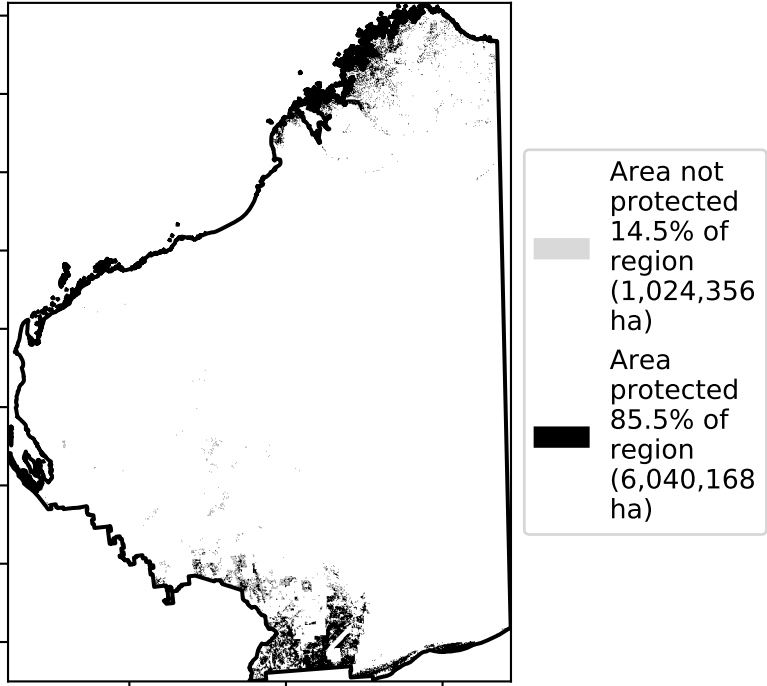 Area not
protected
14.5% of
region
(1,024,356
ha)
Area
protected
85.5% of
region
(6,040,168
ha)